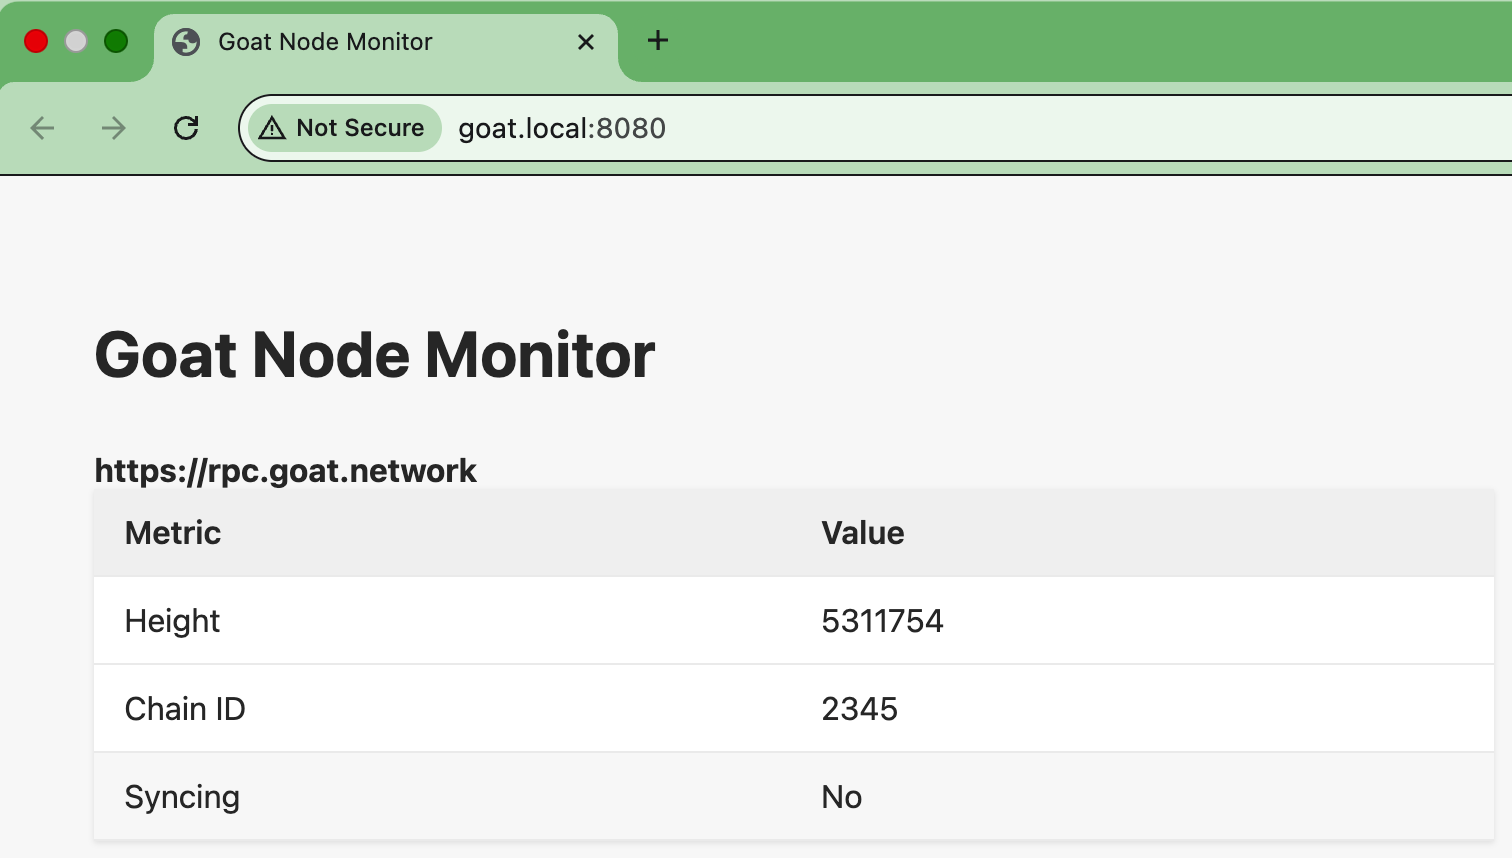 Goat Node Monitor
Not Secure goat.local:8080
Goat Node Monitor
https://rpc.goat.network
Metric Value
Height 5311754
Chain ID 2345
Syncing No